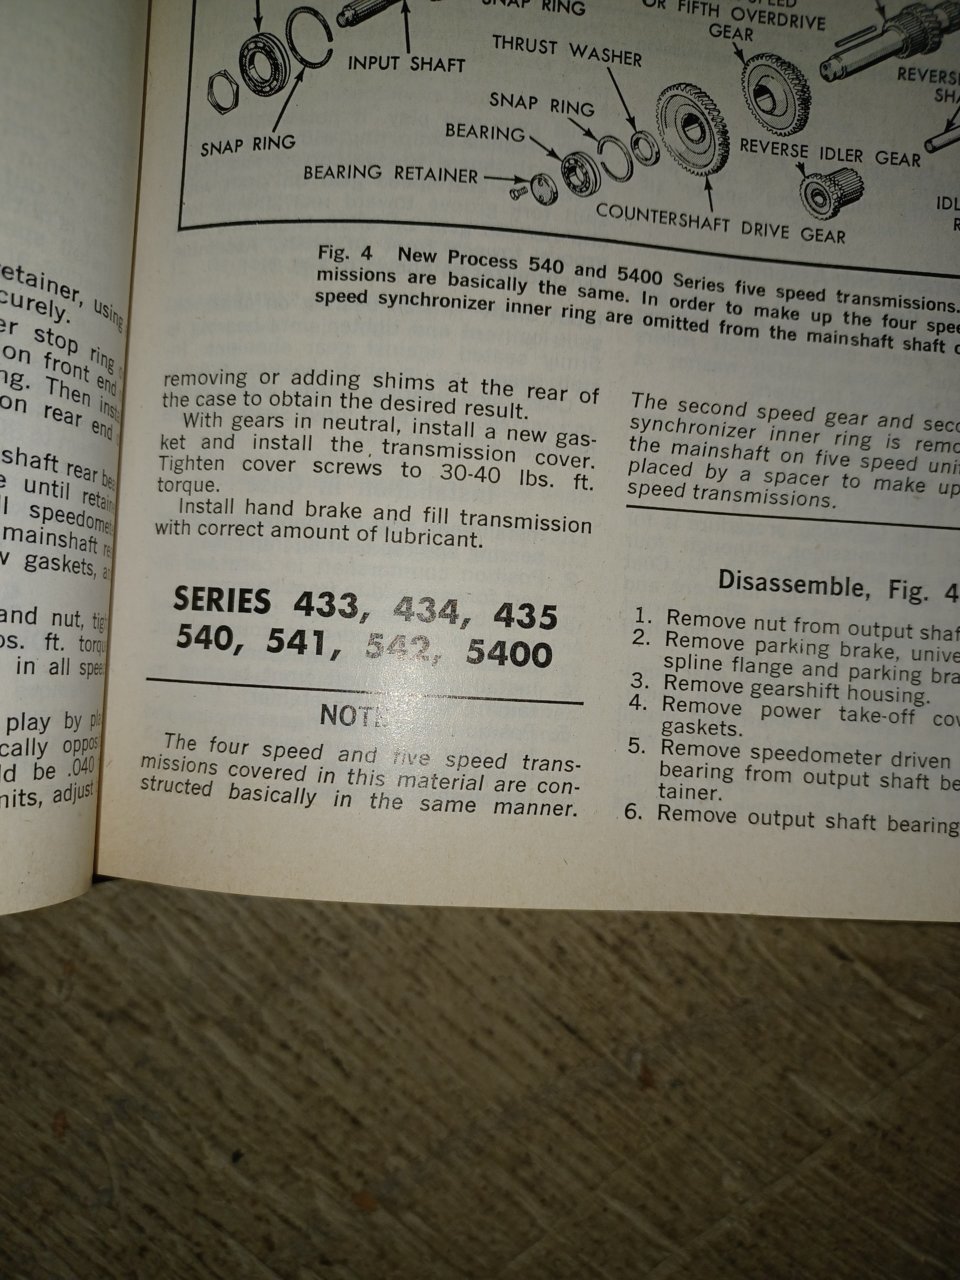 SNAP RING
SPEED
OR FIFTH OVERDRIVE
GEAR
THRUST WASHER
INPUT SHAFT
SNAP RING
BEARING
SNAP RING
BEARING RETAINER
REVERSE IDLER GEAR
COUNTERSHAFT DRIVE GEAR
Fig. 4 New Process 540 and 5400 Series five speed transmissions.
missions are basically the same. In order to make up the four
speed synchronizer inner ring are omitted from the mainshaft shaft
etainer, using
curely.
er stop ring
on front end
ng. Then
on rear end
shaft rear
e until
ll
mainshaft
w gaskets,
and nut,
bs. ft.
in all
play by
cally
ld be .040
nits, adjust
removing or adding shims at the rear of
the case to obtain the desired result.
With gears in neutral, install a new gas-
ket and install the transmission cover.
Tighten cover screws to 30-40 lbs. ft.
torque.
Install hand brake and fill transmission
with correct amount of lubricant.
SERIES 433, 434, 435
540, 541, 542, 5400
NOTE
The four speed and five speed trans-
missions covered in this material are con-
structed basically in the same manner.
The second speed gear and
synchronizer inner ring is
the mainshaft on five speed
placed by a spacer to make up
speed transmissions.
Disassemble, Fig. 4
1. Remove nut from output
2. Remove parking brake,
spline flange and parking
3. Remove gearshift housing.
4. Remove power take-off
gaskets.
5. Remove speedometer driven
bearing from output shaft
tainer.
6. Remove output shaft bearing